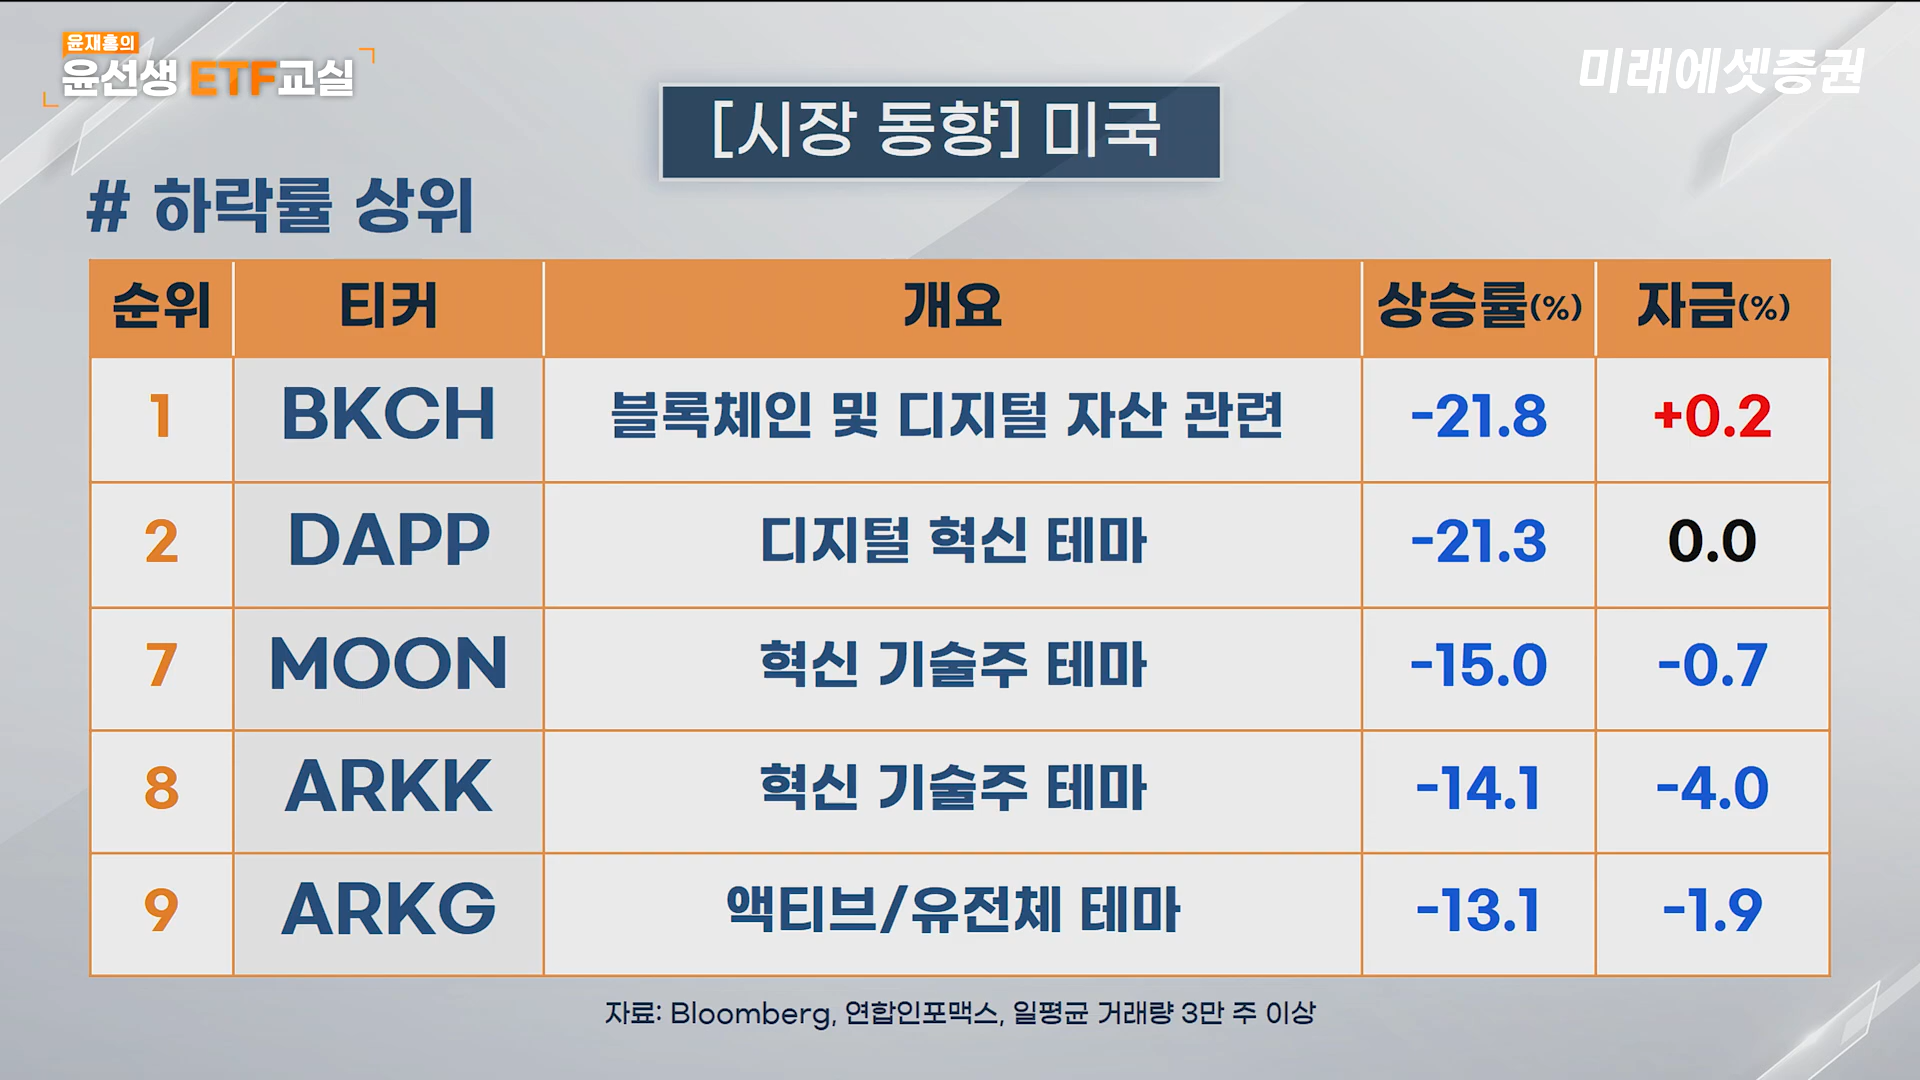 윤재홍의
윤선생 ETF교실
미래에셋증권
[시장 동향] 미국
# 하락률 상위
순위 티커 개요 상승률(%) 자금(%)
1 BKCH 블록체인 및 디지털 자산 관련 -21.8 +0.2
2 DAPP 디지털 혁신 테마 -21.3 0.0
7 MOON 혁신 기술주 테마 -15.0 -0.7
8 ARKK 혁신 기술주 테마 -14.1 -4.0
9 ARKG 액티브/유전체 테마 -13.1 -1.9
자료: Bloomberg, 연합인포맥스, 일평균 거래량 3만 주 이상